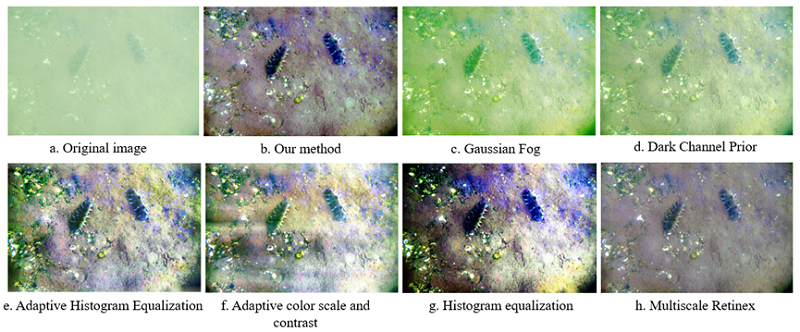 a. Original image
b. Our method
c. Gaussian Fog
d. Dark Channel Prior
e. Adaptive Histogram Equalization
f. Adaptive color scale and
contrast
g. Histogram equalization
h. Multiscale Retinex